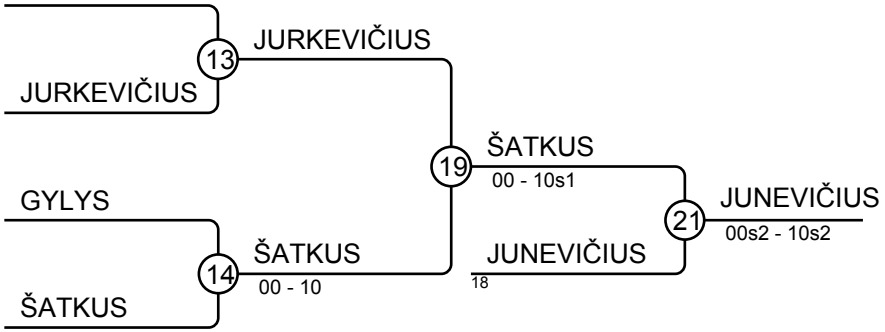 13
JURKEVIČIUS
JURKEVIČIUS
19
ŠATKUS
00 - 10s1
GYLYS
21
JUNEVIČIUS
00s2 - 10s2
14
ŠATKUS
00 - 10
JUNEVIČIUS
18
ŠATKUS